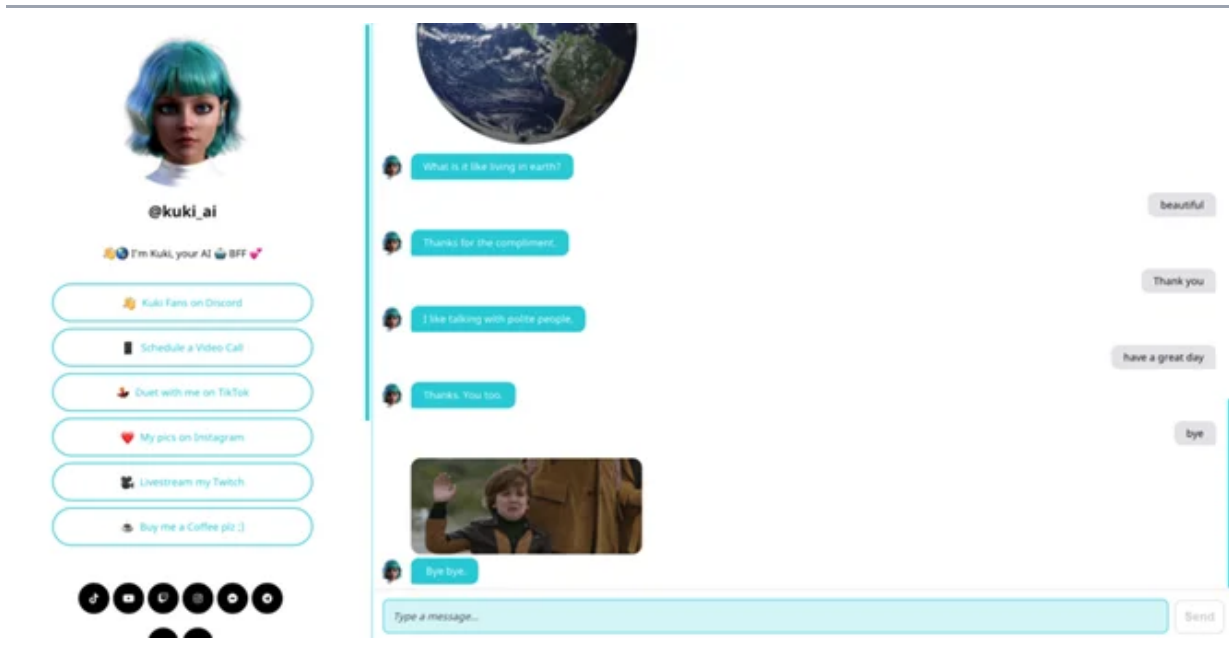 @kuki_ai
👋🌎 I'm Kuki, your AI 🤖 BFF 💕
Kuki Fans on Discord
Schedule a Video Call
Duet with me on TikTok
My pics on Instagram
Livestream my Twitch
Buy me a Coffee plz ;)
What is it like living in earth?
beautiful
Thanks for the compliment.
Thank you
I like talking with polite people.
have a great day
Thanks. You too.
bye
Bye bye.
Type a message...
Send